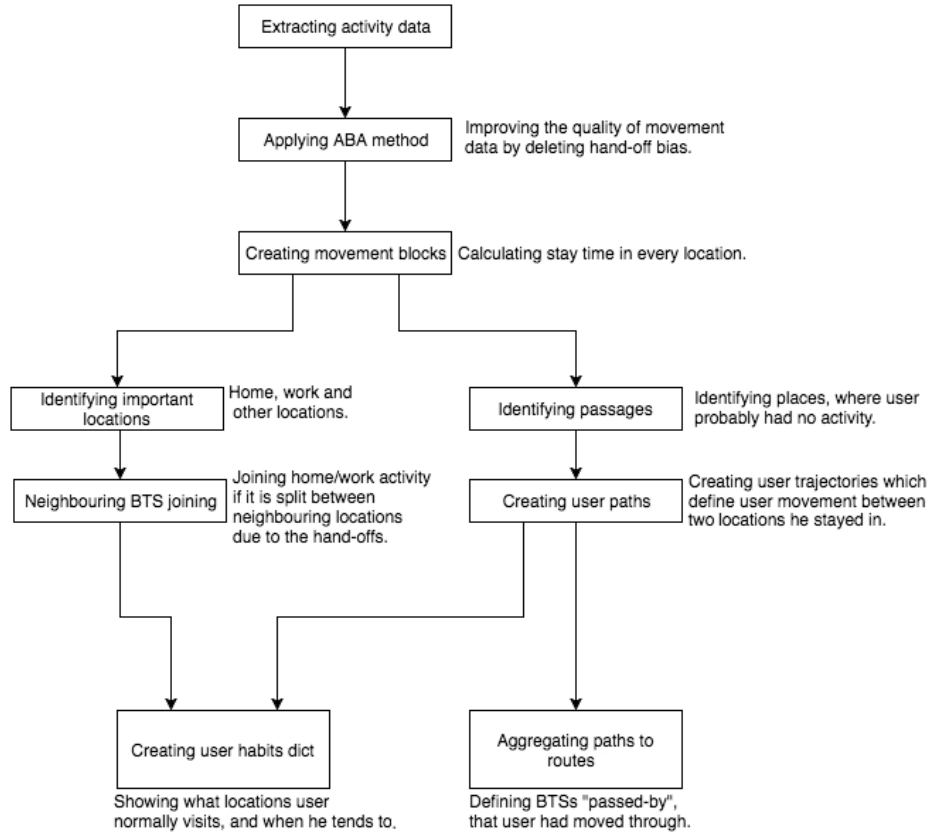 Extracting activity data
Applying ABA method
Improving the quality of movement
data by deleting hand-off bias.
Creating movement blocks
Calculating stay time in every location.
Identifying important
locations
Home, work and
other locations.
Identifying passages
Identifying places, where user
probably had no activity.
Neighbouring BTS joining
Joining home/work activity
if it is split between
neighbouring locations
due to the hand-offs.
Creating user paths
Creating user trajectories which
define user movement between
two locations he stayed in.
Creating user habits dict
Showing what locations user
normally visits, and when he tends to.
Aggregating paths to
routes
Defining BTSs "passed-by",
that user had moved through.